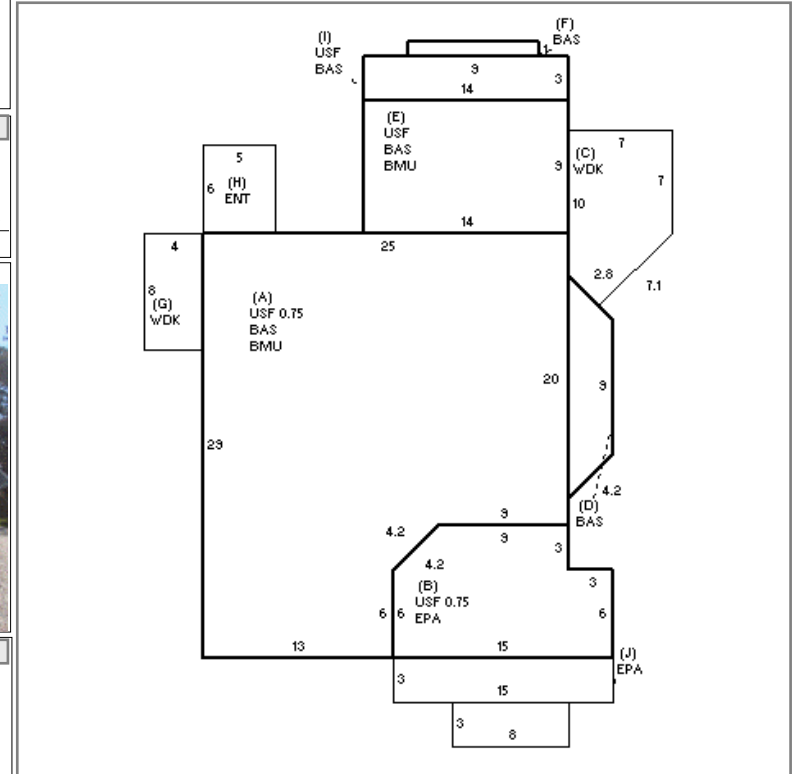 (F)
BAS
1
(I)
USF
BAS
9
3
14
(E)
USF
BAS
BMU
9
14
7
(C)
WDK
7
10
5
6
(H)
ENT
4
8
(G)
WDK
25
2.8
7.1
(A)
USF 0.75
BAS
BMU
20
9
29
4.2
(D)
BAS
9
9
4.2
4.2
3
3
(B)
USF 0.75
EPA
6
6
6
13
15
(J)
EPA
3
15
3
8